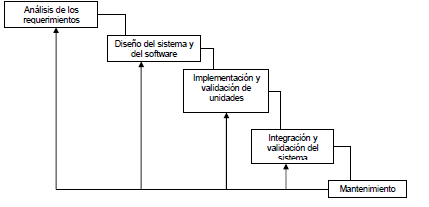 Análisis de los
requerimientos
Diseño del sistema y
del software
Implementación y
validación de
unidades
Integración y
validación del
sistema
Mantenimiento